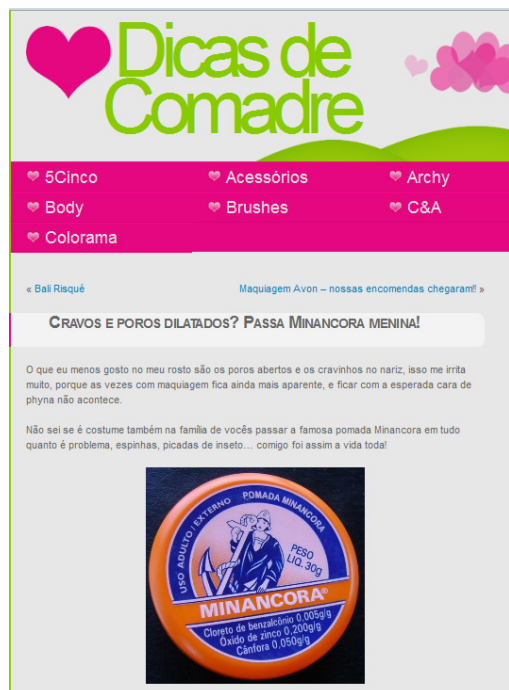 Dicas de
Comadre
5Cinco
Acessórios
Archy
Body
Brushes
C&A
Colorama
« Bali Risqué
Maquiagem Avon – nossas encomendas chegaram!! »
CRAVOS E POROS DILATADOS? PASSA MINANCORA MENINA!
O que eu menos gosto no meu rosto são os poros abertos e os cravinhos no nariz, isso me irrita
muito, porque as vezes com maquiagem fica ainda mais aparente, e ficar com a esperada cara de
phyna não acontece.
Não sei se é costume também na família de vocês passar a famosa pomada Minancora em tudo
quanto é problema, espinhas, picadas de inseto... comigo foi assim a vida toda!
USO ADULTO / EXTERNO POMADA MINANCORA
PESO
LIQ. 30g
MINANCORA®
Cloreto de benzalcônio 0,005g/g
Óxido de zinco 0,200g/g
Cânfora 0,050g/g